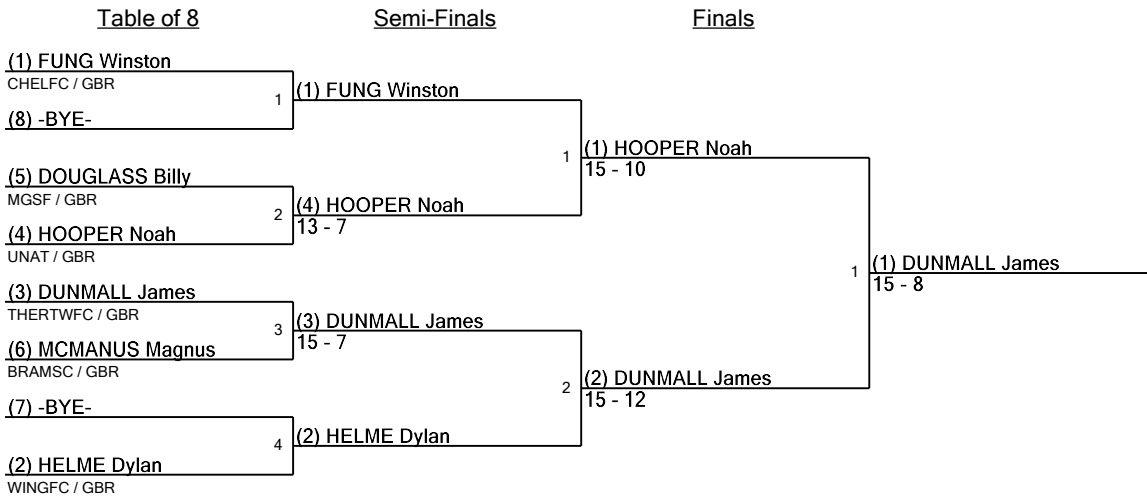 Table of 8 Semi-Finals Finals
(1) FUNG Winston
CHELFC / GBR
1 (1) FUNG Winston
(8) -BYE-
1 (1) HOOPER Noah
15 - 10
(5) DOUGLASS Billy
MGSF / GBR
2 (4) HOOPER Noah
13 - 7
(4) HOOPER Noah
UNAT / GBR
1 (1) DUNMALL James
15 - 8
(3) DUNMALL James
THERTWFC / GBR
3 (3) DUNMALL James
15 - 7
(6) MCMANUS Magnus
BRAMSC / GBR
2 (2) DUNMALL James
15 - 12
(7) -BYE-
4 (2) HELME Dylan
(2) HELME Dylan
WINGFC / GBR